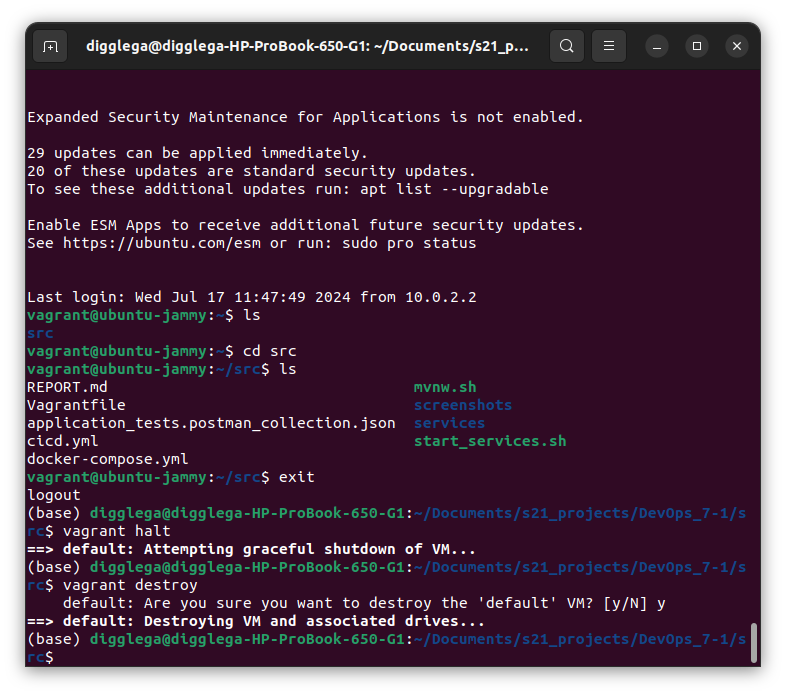 digglega@digglega-HP-ProBook-650-G1: ~/Documents/s21_p...
Expanded Security Maintenance for Applications is not enabled.
29 updates can be applied immediately.
20 of these updates are standard security updates.
To see these additional updates run: apt list --upgradable
Enable ESM Apps to receive additional future security updates.
See https://ubuntu.com/esm or run: sudo pro status
Last login: Wed Jul 17 11:47:49 2024 from 10.0.2.2
vagrant@ubuntu-jammy:~$ ls
src
vagrant@ubuntu-jammy:~$ cd src
vagrant@ubuntu-jammy:~/src$ ls
REPORT.md mvnw.sh
Vagrantfile screenshots
application_tests.postman_collection.json services
cicd.yml start_services.sh
docker-compose.yml
vagrant@ubuntu-jammy:~/src$ exit
logout
(base) digglega@digglega-HP-ProBook-650-G1:~/Documents/s21_projects/DevOps_7-1/s
rc$ vagrant halt
==> default: Attempting graceful shutdown of VM...
(base) digglega@digglega-HP-ProBook-650-G1:~/Documents/s21_projects/DevOps_7-1/s
rc$ vagrant destroy
    default: Are you sure you want to destroy the 'default' VM? [y/N] y
==> default: Destroying VM and associated drives...
(base) digglega@digglega-HP-ProBook-650-G1:~/Documents/s21_projects/DevOps_7-1/s
rc$